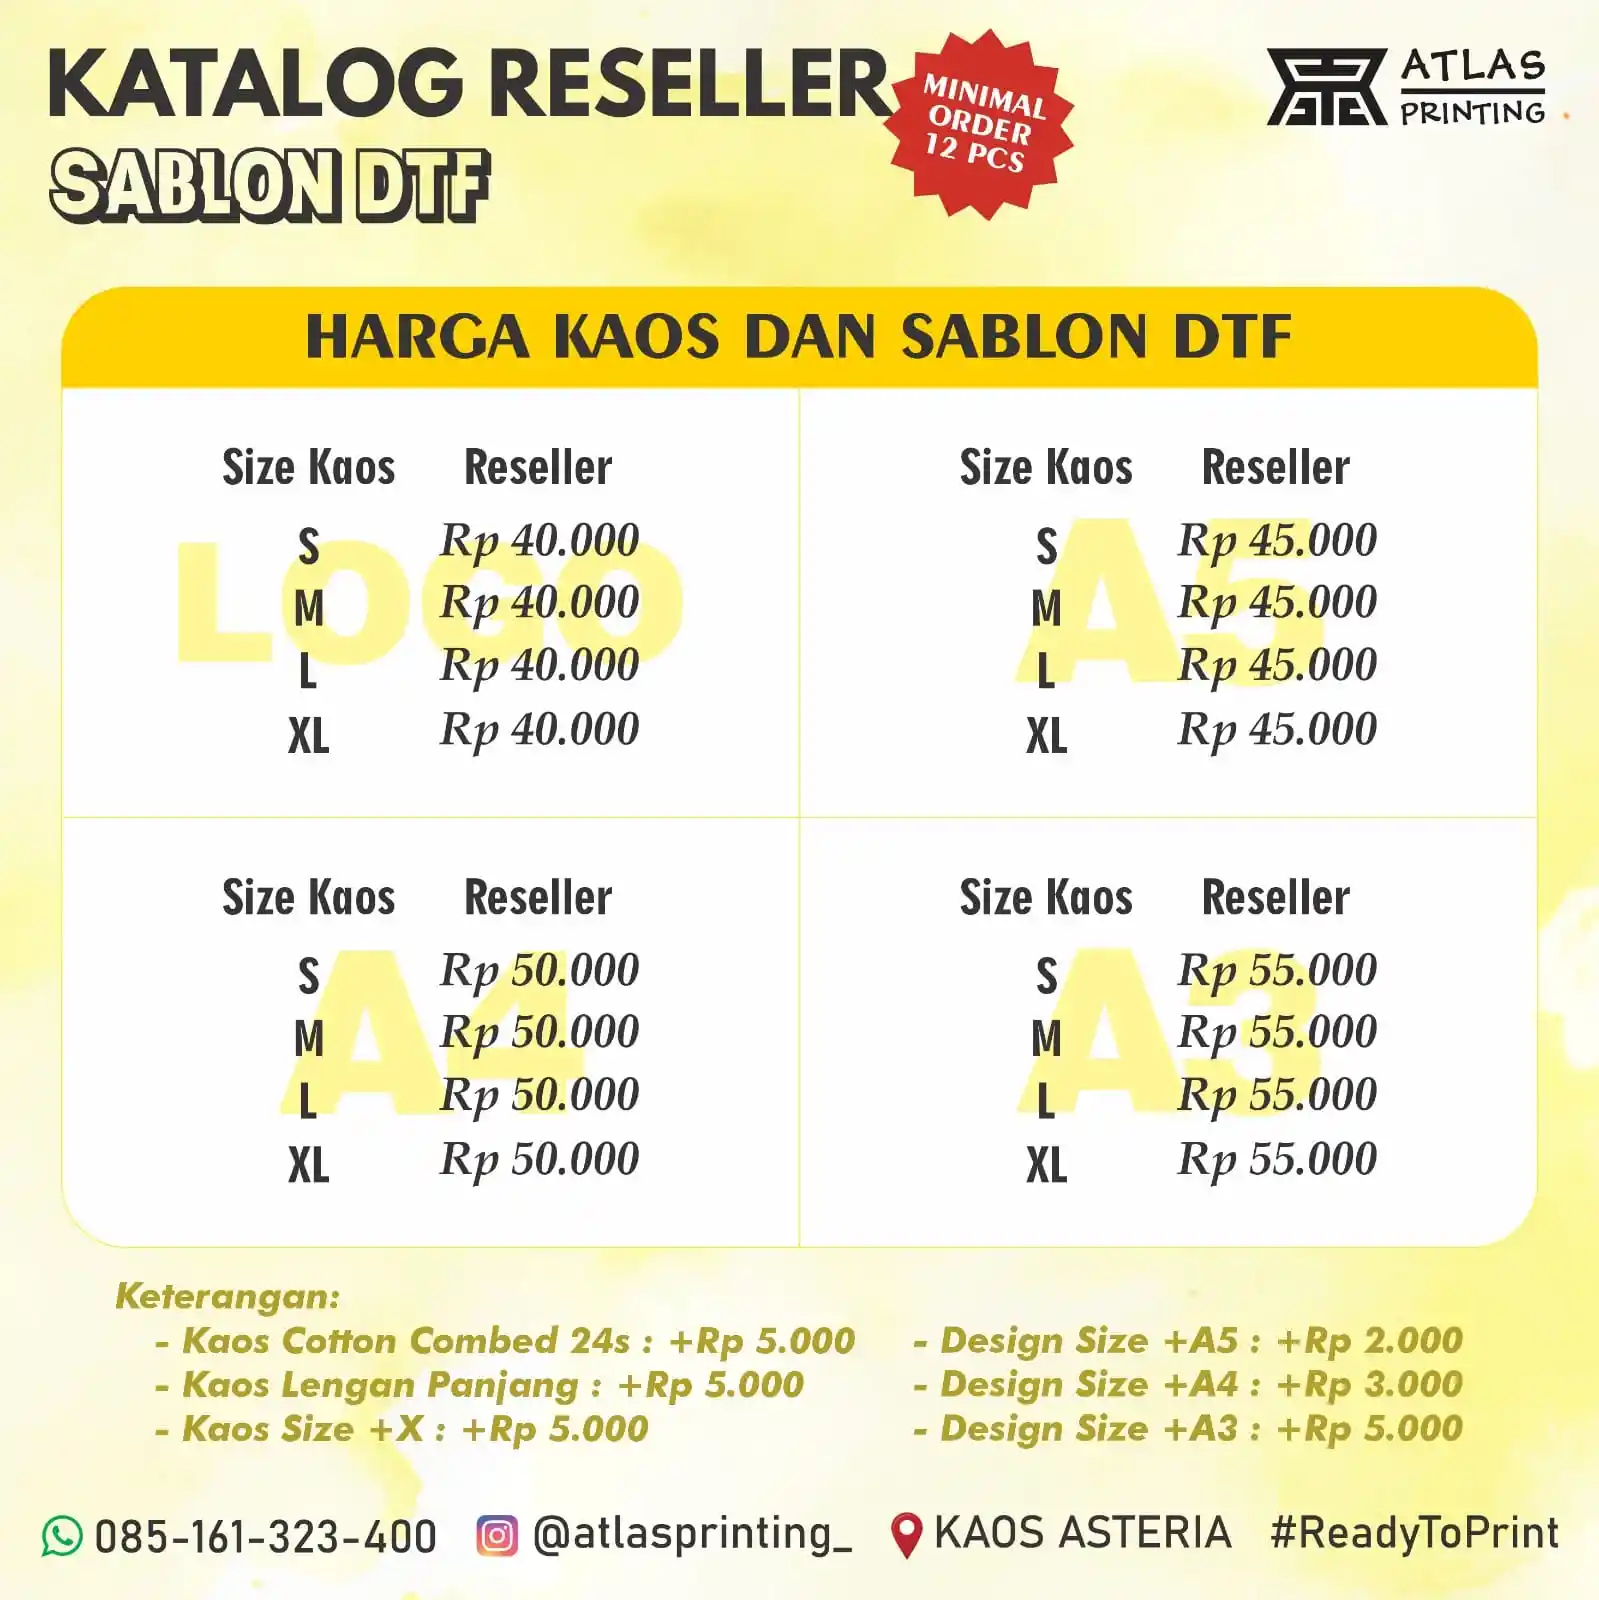 KATALOG RESELLER
SABLON DTF
MINIMAL
ORDER
12 PCS
ATLAS
PRINTING
HARGA KAOS DAN SABLON DTF
LOGO
Size Kaos Reseller
S Rp 40.000
M Rp 40.000
L Rp 40.000
XL Rp 40.000
A5
Size Kaos Reseller
S Rp 45.000
M Rp 45.000
L Rp 45.000
XL Rp 45.000
A4
Size Kaos Reseller
S Rp 50.000
M Rp 50.000
L Rp 50.000
XL Rp 50.000
A3
Size Kaos Reseller
S Rp 55.000
M Rp 55.000
L Rp 55.000
XL Rp 55.000
Keterangan:
- Kaos Cotton Combed 24s : +Rp 5.000
- Kaos Lengan Panjang : +Rp 5.000
- Kaos Size +X : +Rp 5.000
- Design Size +A5 : +Rp 2.000
- Design Size +A4 : +Rp 3.000
- Design Size +A3 : +Rp 5.000
085-161-323-400 @atlasprinting_ KAOS ASTERIA #ReadyToPrint